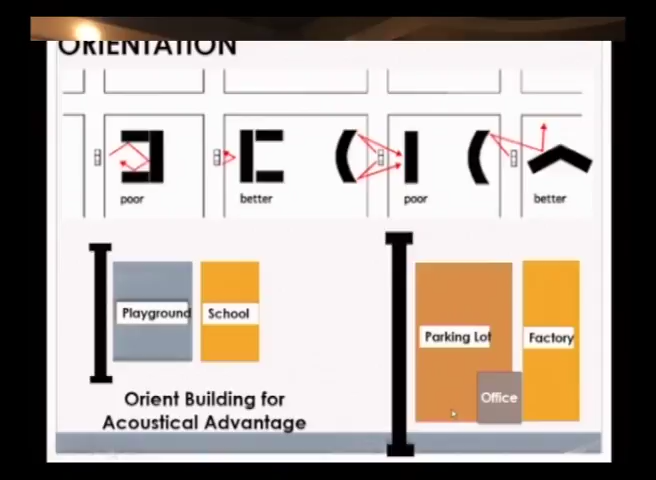 ORIENTATION
poor
better
poor
better
Playground
School
Parking Lot
Factory
Office
Orient Building for
Acoustical Advantage